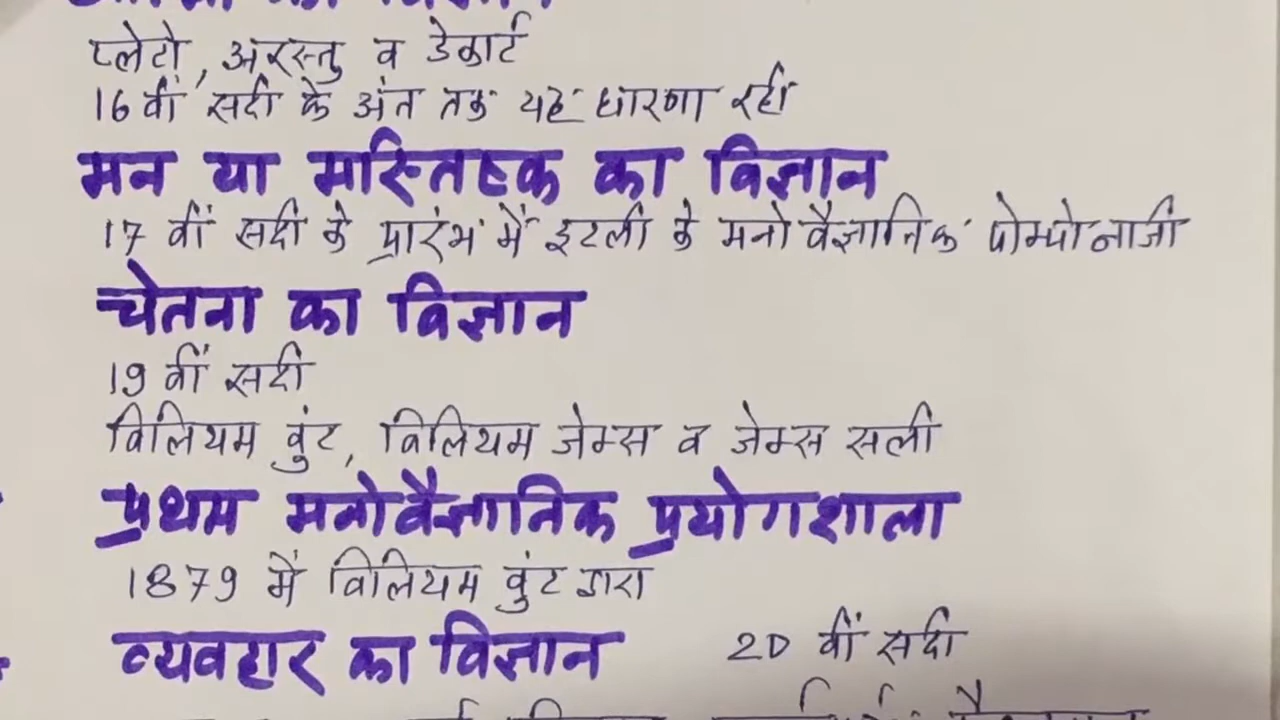 का विज्ञान
प्लेटो, अरस्तु व डेकार्ट
16 वीं सदी के अंत तक यह धारणा रही
मन या मस्तिष्क का विज्ञान
17 वीं सदी के प्रारंभ में इटली के मनोवैज्ञानिक पोम्पोनाजी
चेतना का विज्ञान
19 वीं सदी
विलियम वुंट, विलियम जेम्स व जेम्स सली
प्रथम मनोवैज्ञानिक प्रयोगशाला
1879 में विलियम वुंट द्वारा
व्यवहार का विज्ञान 20 वीं सदी